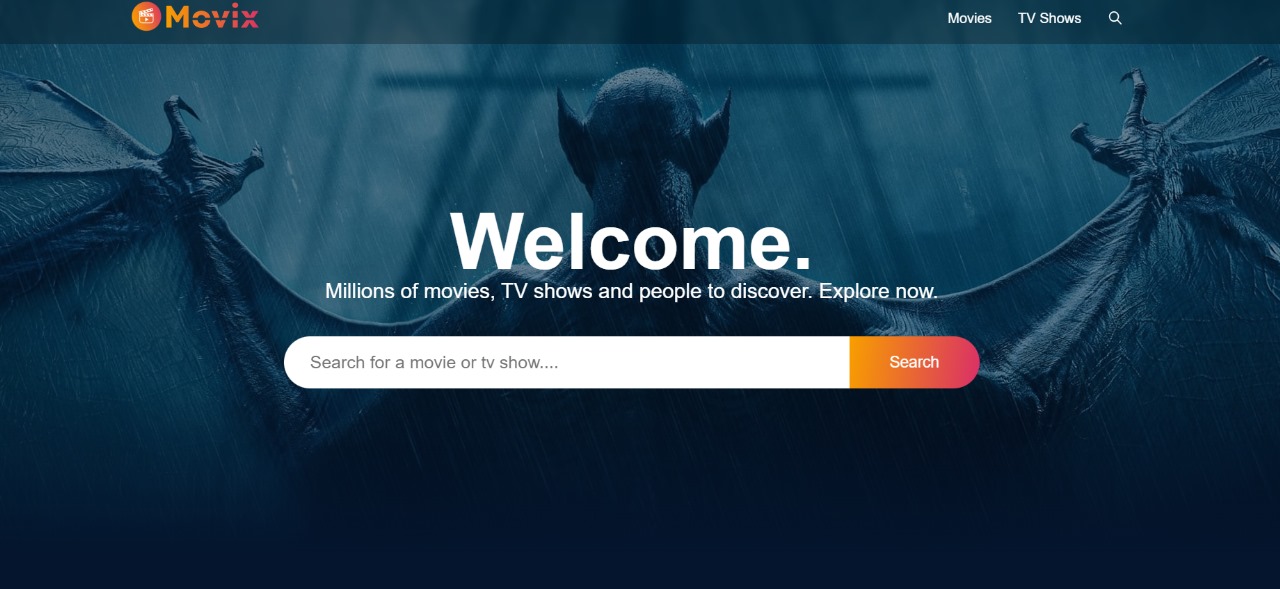 Movix
Movies
TV Shows
Welcome.
Millions of movies, TV shows and people to discover. Explore now.
Search for a movie or tv show....
Search